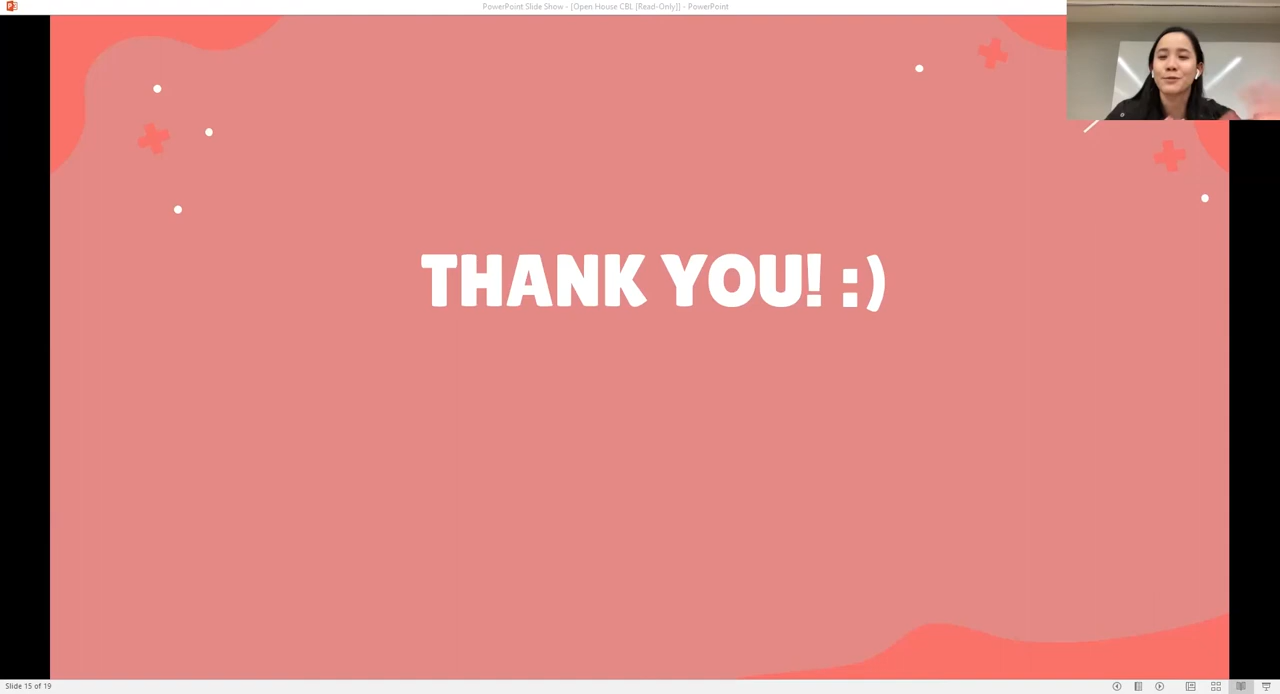 PowerPoint Slide Show - [Open House CBL [Read-Only]] - PowerPoint
THANK YOU! :)
Slide 15 of 19